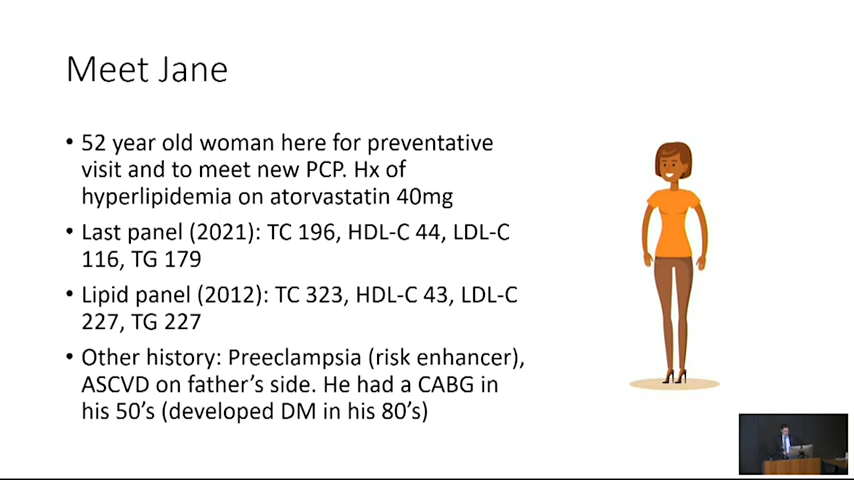 Meet Jane
• 52 year old woman here for preventative
visit and to meet new PCP. Hx of
hyperlipidemia on atorvastatin 40mg
• Last panel (2021): TC 196, HDL-C 44, LDL-C
116, TG 179
• Lipid panel (2012): TC 323, HDL-C 43, LDL-C
227, TG 227
• Other history: Preeclampsia (risk enhancer),
ASCVD on father’s side. He had a CABG in
his 50’s (developed DM in his 80’s)